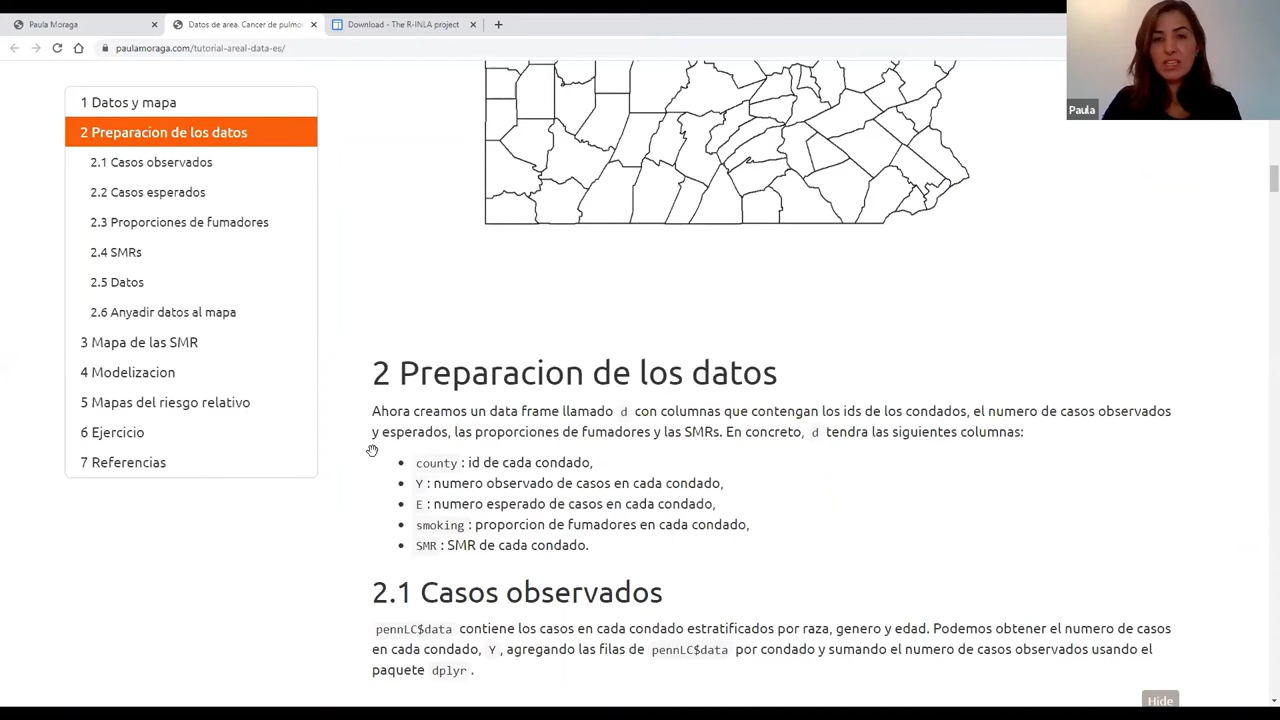 Paula Moraga
Datos de area. Cancer de pulmo
Download - The R-INLA project
paulamoraga.com/tutorial-areal-data-es/
Paula
1 Datos y mapa
2 Preparacion de los datos
2.1 Casos observados
2.2 Casos esperados
2.3 Proporciones de fumadores
2.4 SMRs
2.5 Datos
2.6 Anyadir datos al mapa
3 Mapa de las SMR
4 Modelizacion
5 Mapas del riesgo relativo
6 Ejercicio
7 Referencias
2 Preparacion de los datos
Ahora creamos un data frame llamado d con columnas que contengan los ids de los condados, el numero de casos observados
y esperados, las proporciones de fumadores y las SMRs. En concreto, d tendra las siguientes columnas:
• county : id de cada condado,
• Y : numero observado de casos en cada condado,
• E : numero esperado de casos en cada condado,
• smoking : proporcion de fumadores en cada condado,
• SMR : SMR de cada condado.
2.1 Casos observados
pennLC$data contiene los casos en cada condado estratificados por raza, genero y edad. Podemos obtener el numero de casos
en cada condado, Y , agregando las filas de pennLC$data por condado y sumando el numero de casos observados usando el
paquete dplyr .
Hide